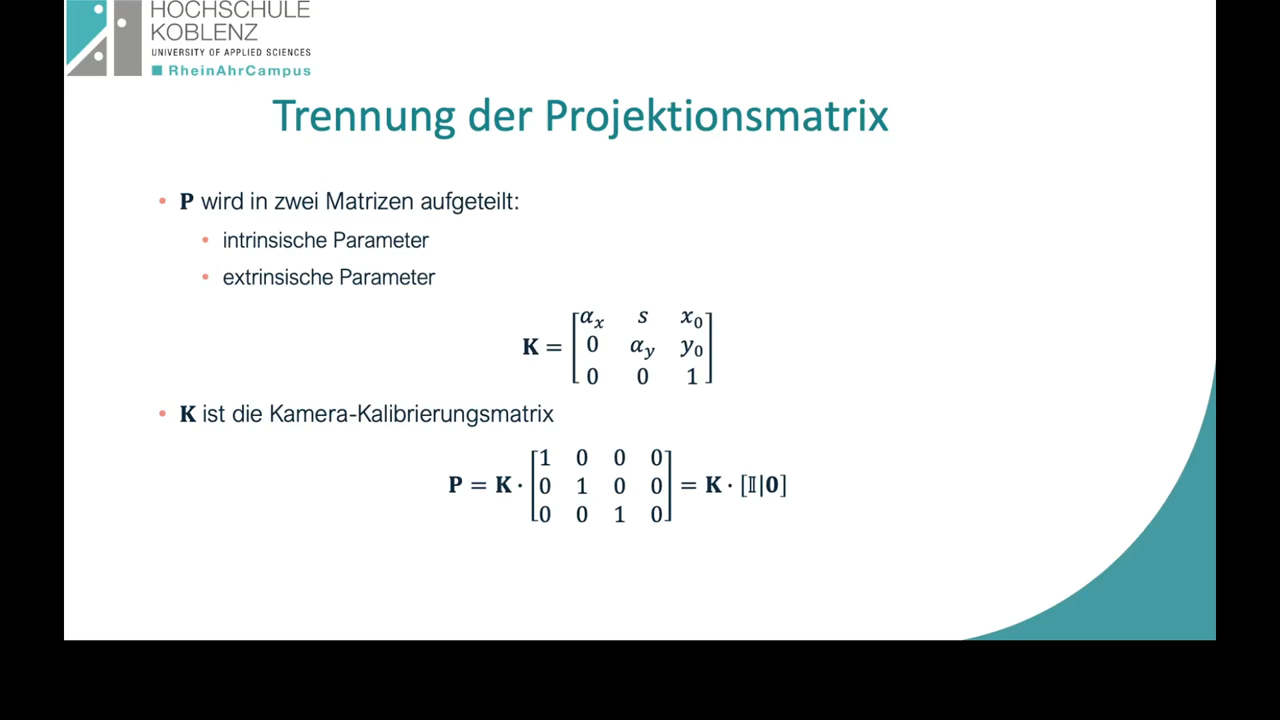 HOCHSCHULE
KOBLENZ
UNIVERSITY OF APPLIED SCIENCES
RheinAhrCampus
Trennung der Projektionsmatrix
• P wird in zwei Matrizen aufgeteilt:
• intrinsische Parameter
• extrinsische Parameter
K = [αₓ s x₀
0 α_y y₀
0 0 1]
• K ist die Kamera-Kalibrierungsmatrix
P = K · [1 0 0 0
0 1 0 0
0 0 1 0] = K · [𝕀|0]